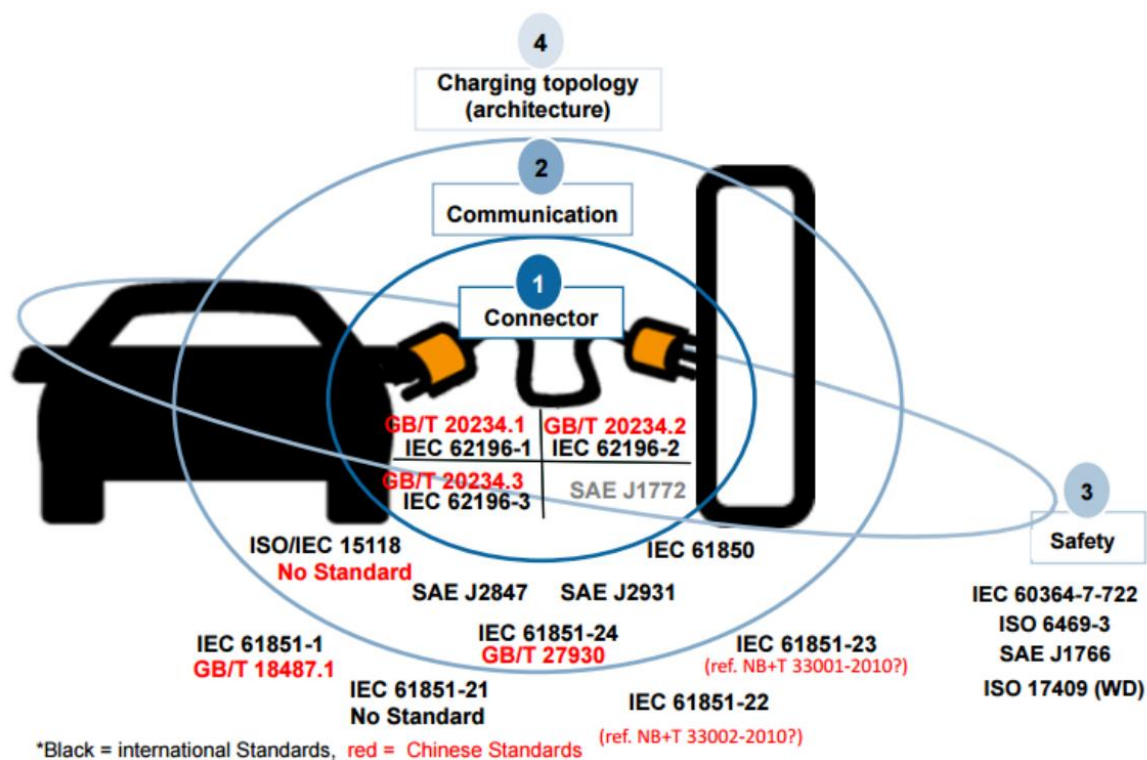 4
Charging topology
(architecture)
2
Communication
1
Connector
GB/T 20234.1
IEC 62196-1
GB/T 20234.2
IEC 62196-2
GB/T 20234.3
IEC 62196-3
SAE J1772
3
Safety
ISO/IEC 15118
No Standard
IEC 61850
SAE J2847
SAE J2931
IEC 61851-1
GB/T 18487.1
IEC 61851-24
GB/T 27930
IEC 61851-23
(ref. NB+T 33001-2010?)
IEC 61851-21
No Standard
IEC 61851-22
(ref. NB+T 33002-2010?)
IEC 60364-7-722
ISO 6469-3
SAE J1766
ISO 17409 (WD)
*Black = international Standards, red = Chinese Standards